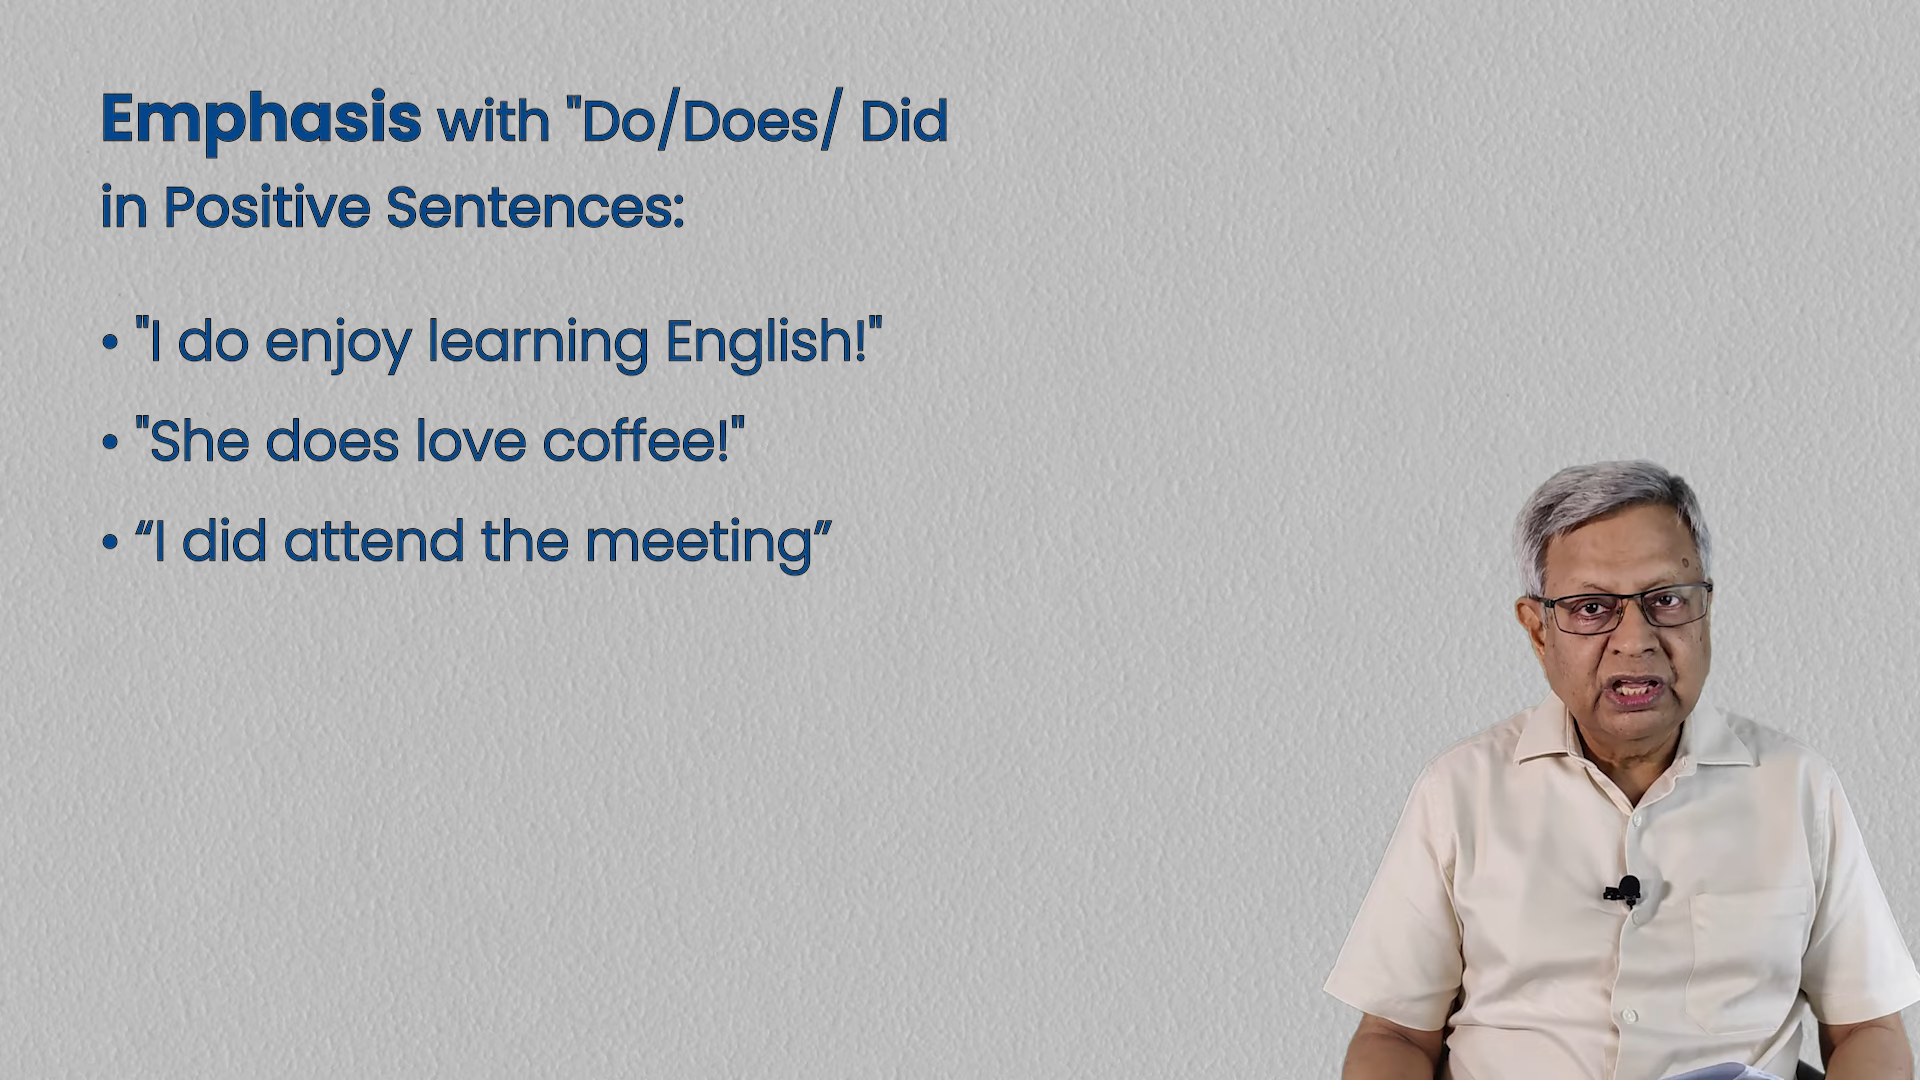 Emphasis with "Do/Does/ Did
in Positive Sentences:
• "I do enjoy learning English!"
• "She does love coffee!"
• “I did attend the meeting”